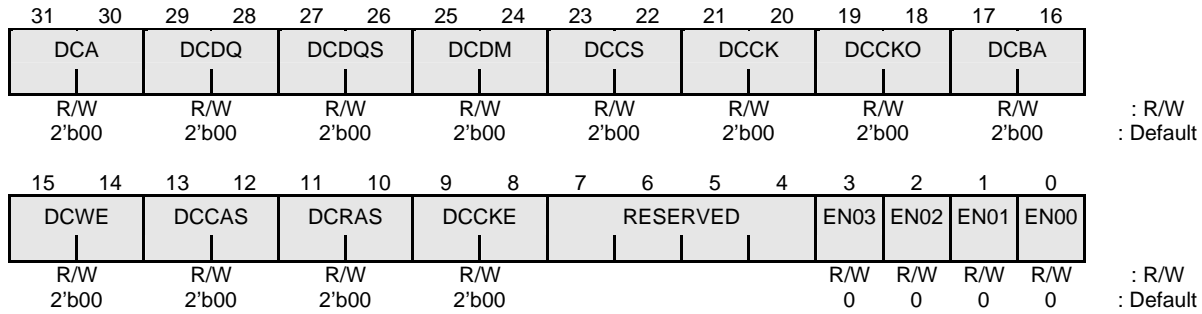 31 30 29 28 27 26 25 24 23 22 21 20 19 18 17 16
DCA DCDQ DCDQS DCDM DCCS DCCK DCCKO DCBA
R/W R/W R/W R/W R/W R/W R/W R/W : R/W
2’b00 2’b00 2’b00 2’b00 2’b00 2’b00 2’b00 2’b00 : Default
15 14 13 12 11 10 9 8 7 6 5 4 3 2 1 0
DCWE DCCAS DCRAS DCCKE RESERVED EN03 EN02 EN01 EN00
R/W R/W R/W R/W R/W R/W R/W R/W : R/W
2’b00 2’b00 2’b00 2’b00 0 0 0 0 : Default